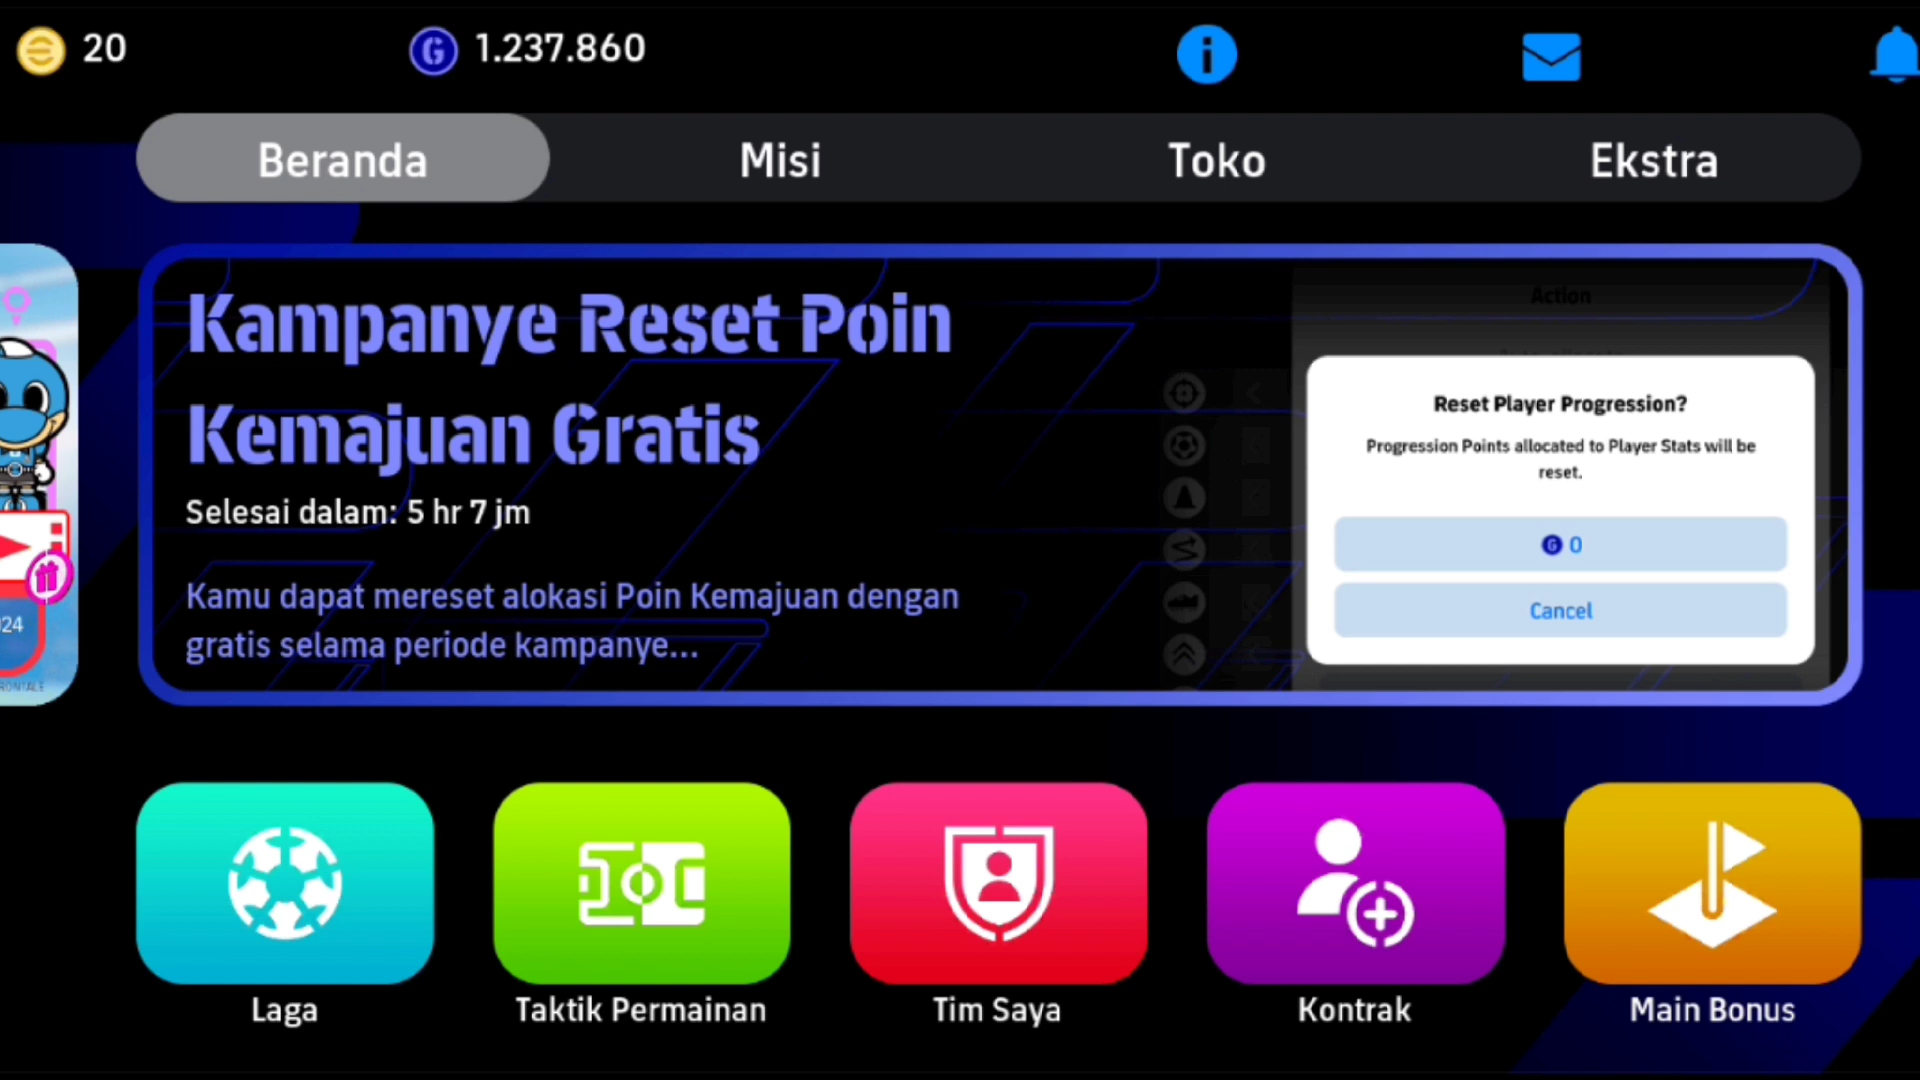 20
1.237.860
Beranda
Misi
Toko
Ekstra
Kampanye Reset Poin
Kemajuan Gratis
Selesai dalam: 5 hr 7 jm
Kamu dapat mereset alokasi Poin Kemajuan dengan
gratis selama periode kampanye...
Action
Reset Player Progression?
Progression Points allocated to Player Stats will be
reset.
0
Cancel
24
RONTALE
Laga
Taktik Permainan
Tim Saya
Kontrak
Main Bonus